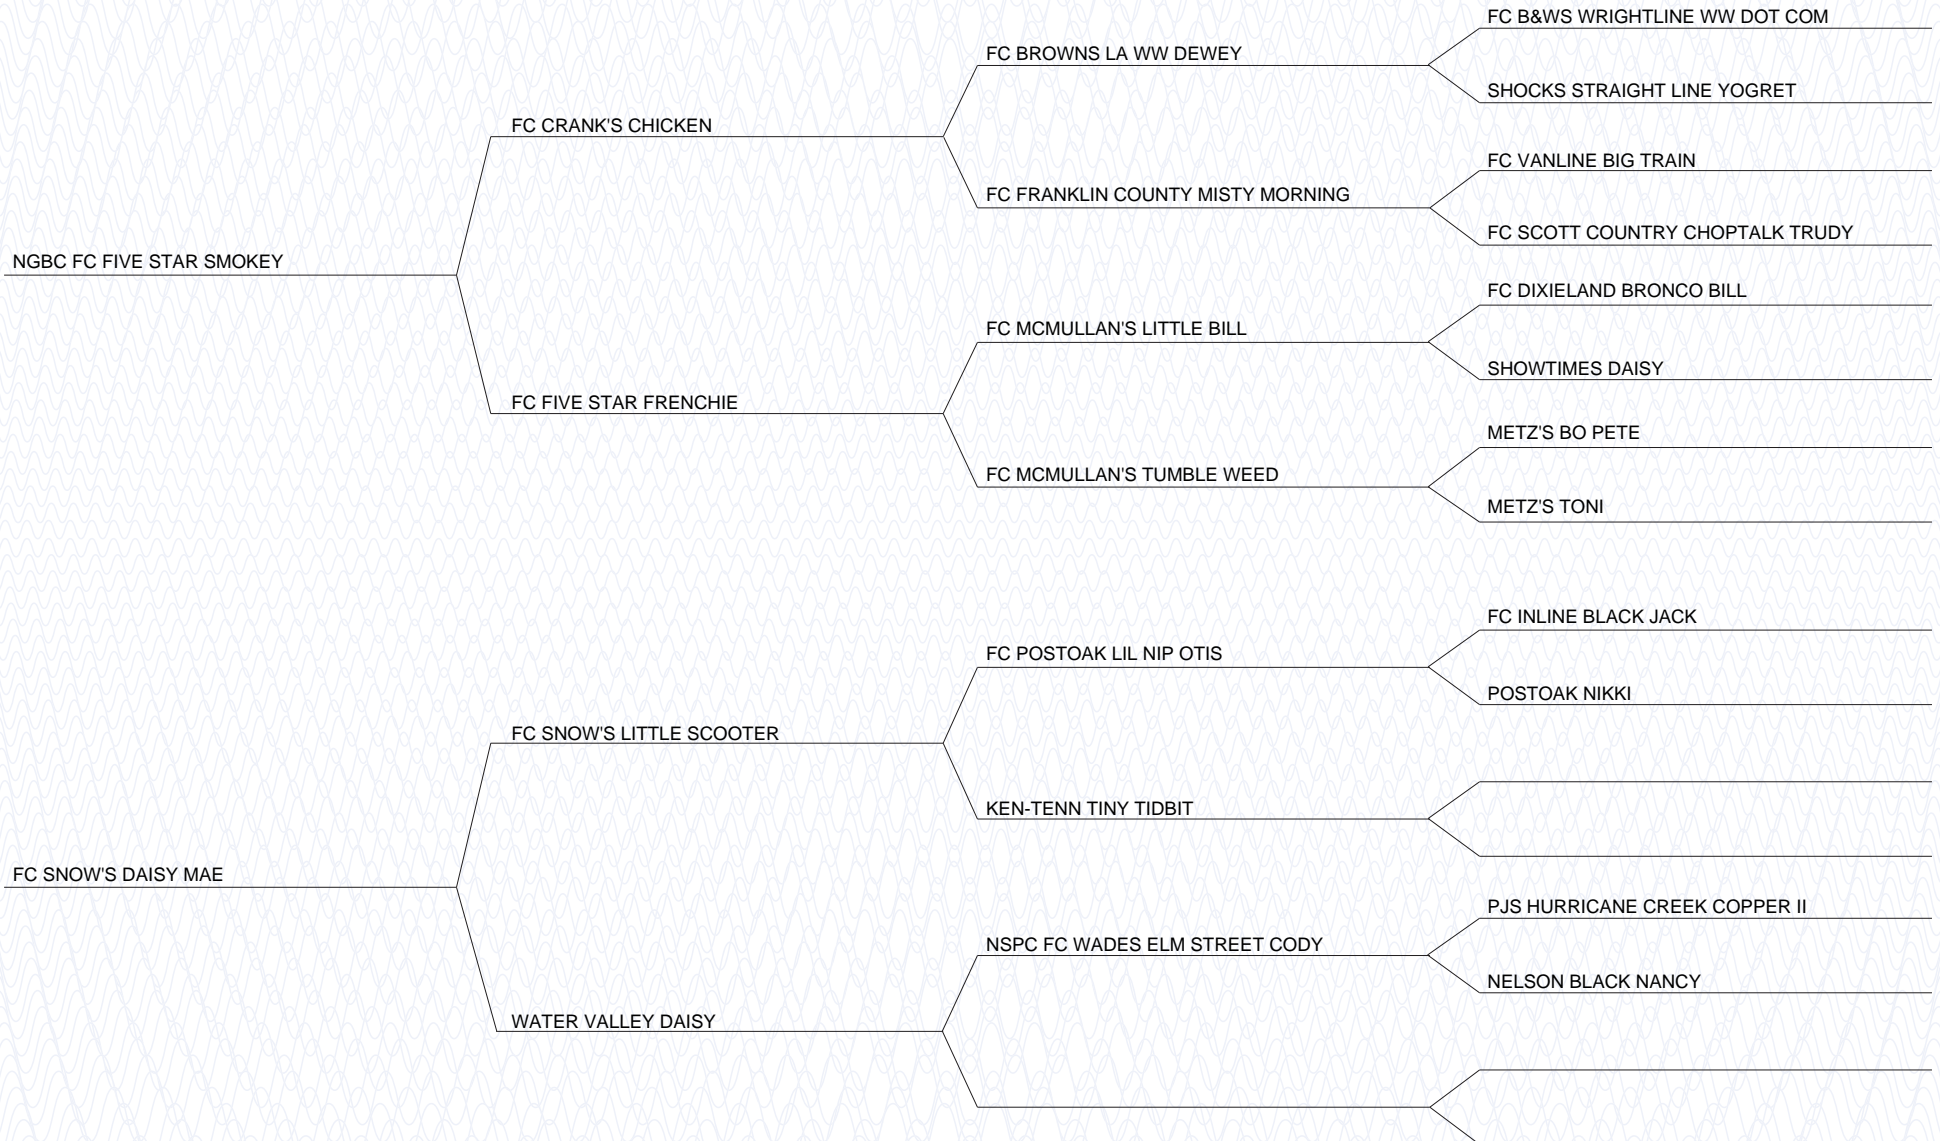 FC B&WS WRIGHTLINE WW DOT COM
FC BROWNS LA WW DEWEY
SHOCKS STRAIGHT LINE YOGRET
FC CRANK'S CHICKEN
FC VANLINE BIG TRAIN
FC FRANKLIN COUNTY MISTY MORNING
FC SCOTT COUNTRY CHOPTALK TRUDY
NGBC FC FIVE STAR SMOKEY
FC DIXIELAND BRONCO BILL
FC MCMULLAN'S LITTLE BILL
SHOWTIMES DAISY
FC FIVE STAR FRENCHIE
METZ'S BO PETE
FC MCMULLAN'S TUMBLE WEED
METZ'S TONI
FC INLINE BLACK JACK
FC POSTOAK LIL NIP OTIS
POSTOAK NIKKI
FC SNOW'S LITTLE SCOOTER
KEN-TENN TINY TIDBIT
FC SNOW'S DAISY MAE
PJS HURRICANE CREEK COPPER II
NSPC FC WADES ELM STREET CODY
NELSON BLACK NANCY
WATER VALLEY DAISY